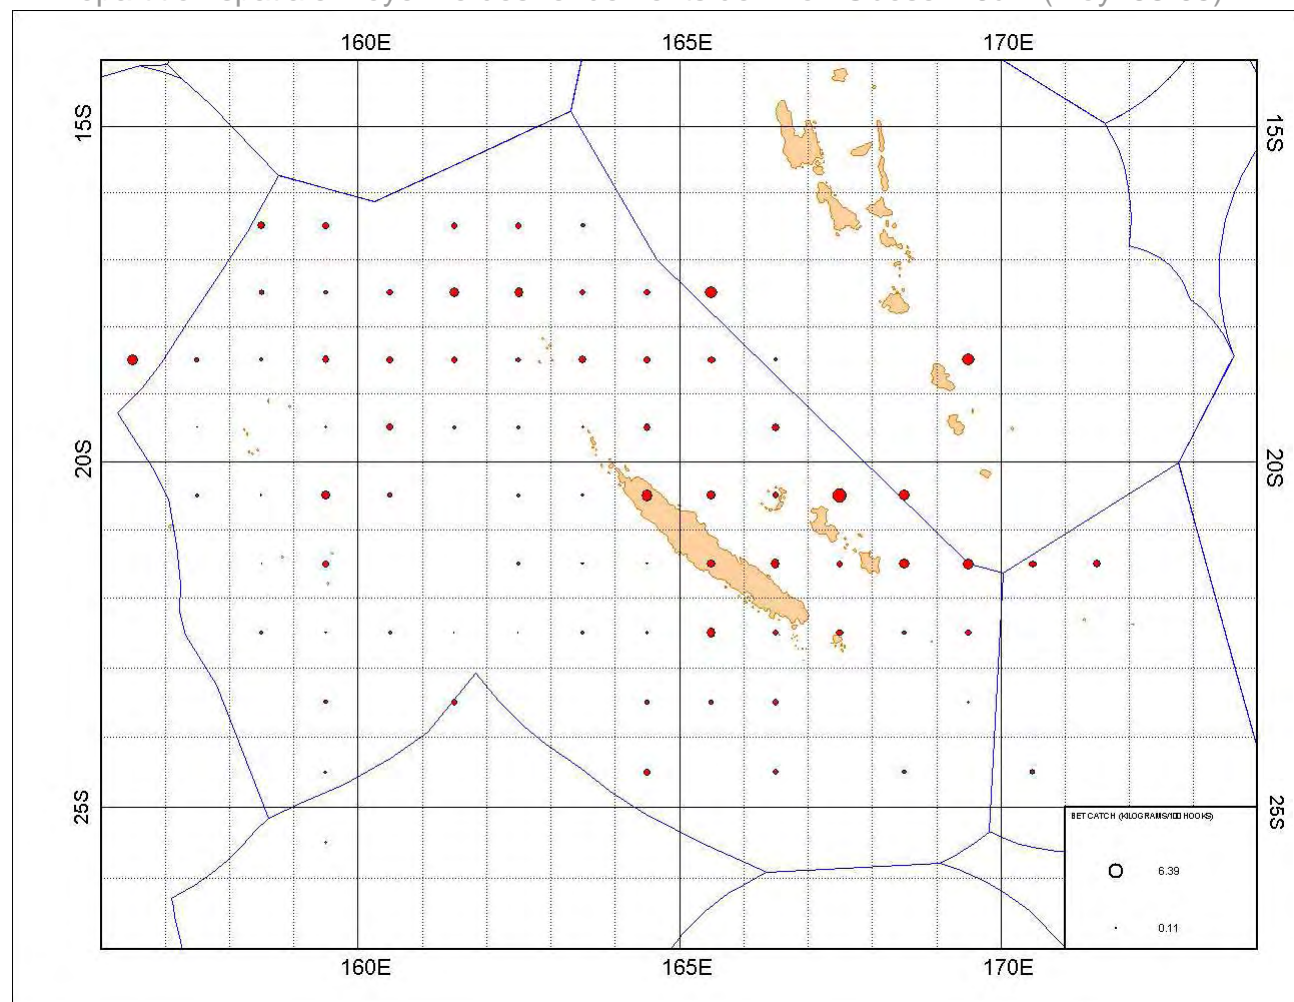 160E 165E 170E
15S 15S
20S 20S
25S 25S
BET CATCH (KILOGRAMS/100 HOOKS)
6.39
0.11
160E 165E 170E